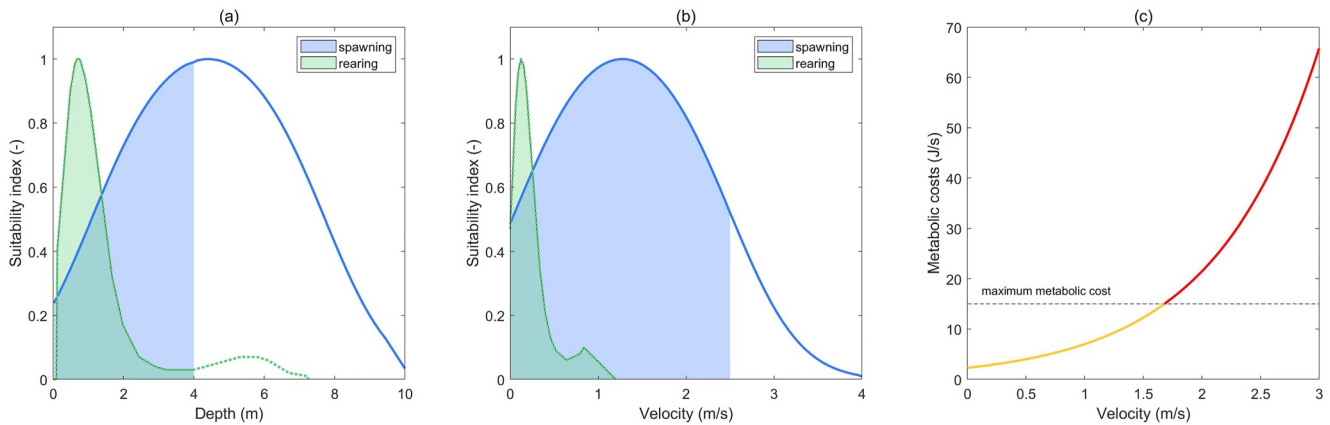 (a)
Suitability index (-)
1
0.8
0.6
0.4
0.2
0
0
2
4
6
8
10
Depth (m)
spawning
rearing
(b)
Suitability index (-)
1
0.8
0.6
0.4
0.2
0
0
1
2
3
4
Velocity (m/s)
spawning
rearing
(c)
Metabolic costs (J/s)
70
60
50
40
30
20
10
0
0
0.5
1
1.5
2
2.5
3
Velocity (m/s)
maximum metabolic cost